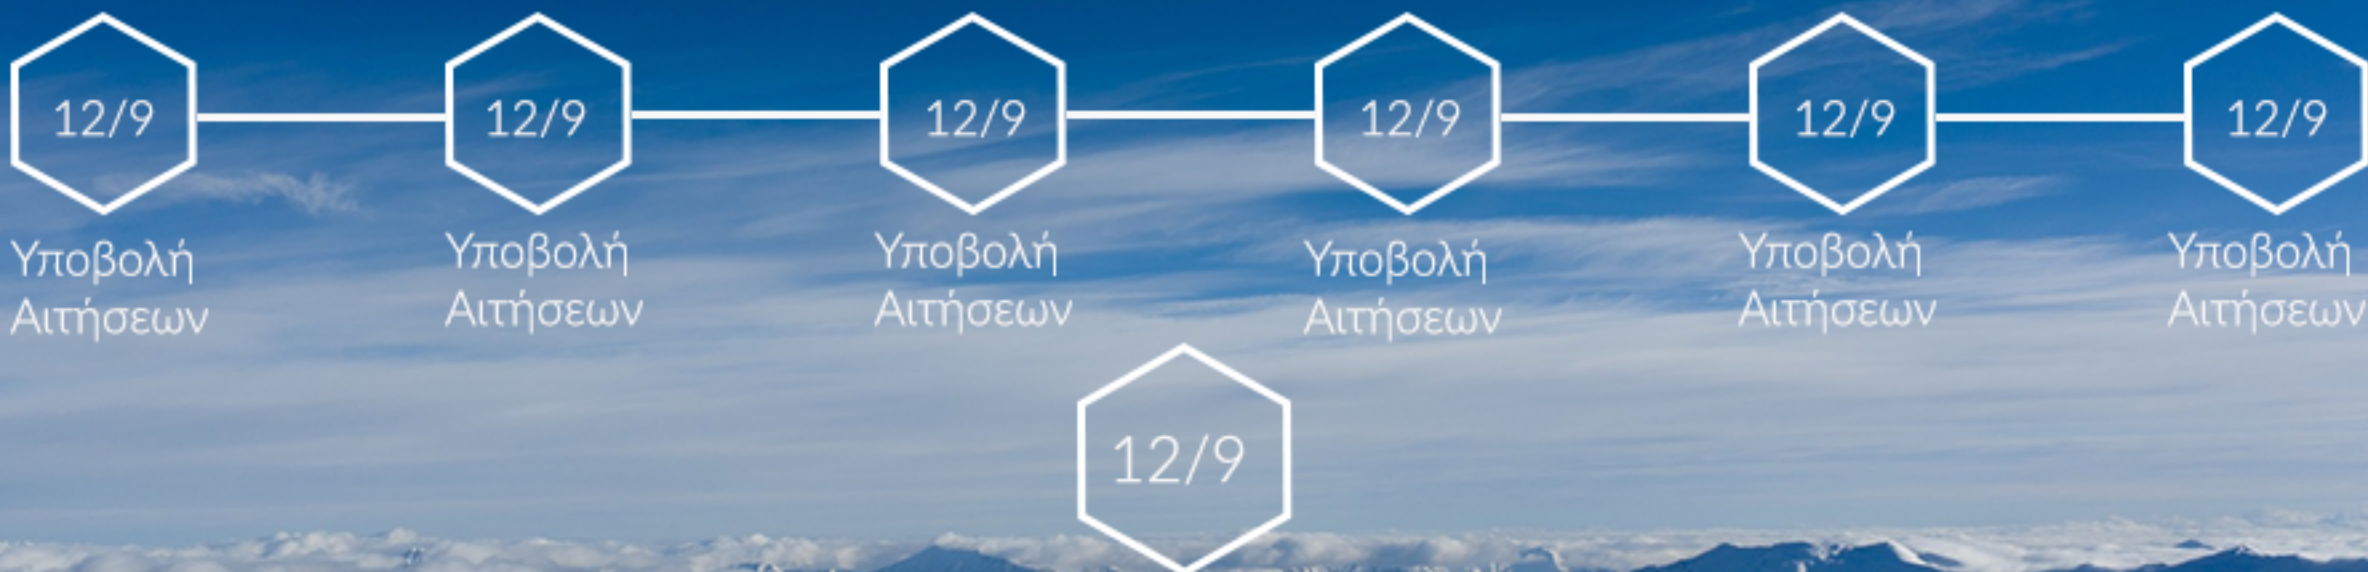 12/9 12/9 12/9 12/9 12/9 12/9
Υποβολή Υποβολή Υποβολή Υποβολή Υποβολή Υποβολή
Αιτήσεων Αιτήσεων Αιτήσεων Αιτήσεων Αιτήσεων Αιτήσεων
12/9